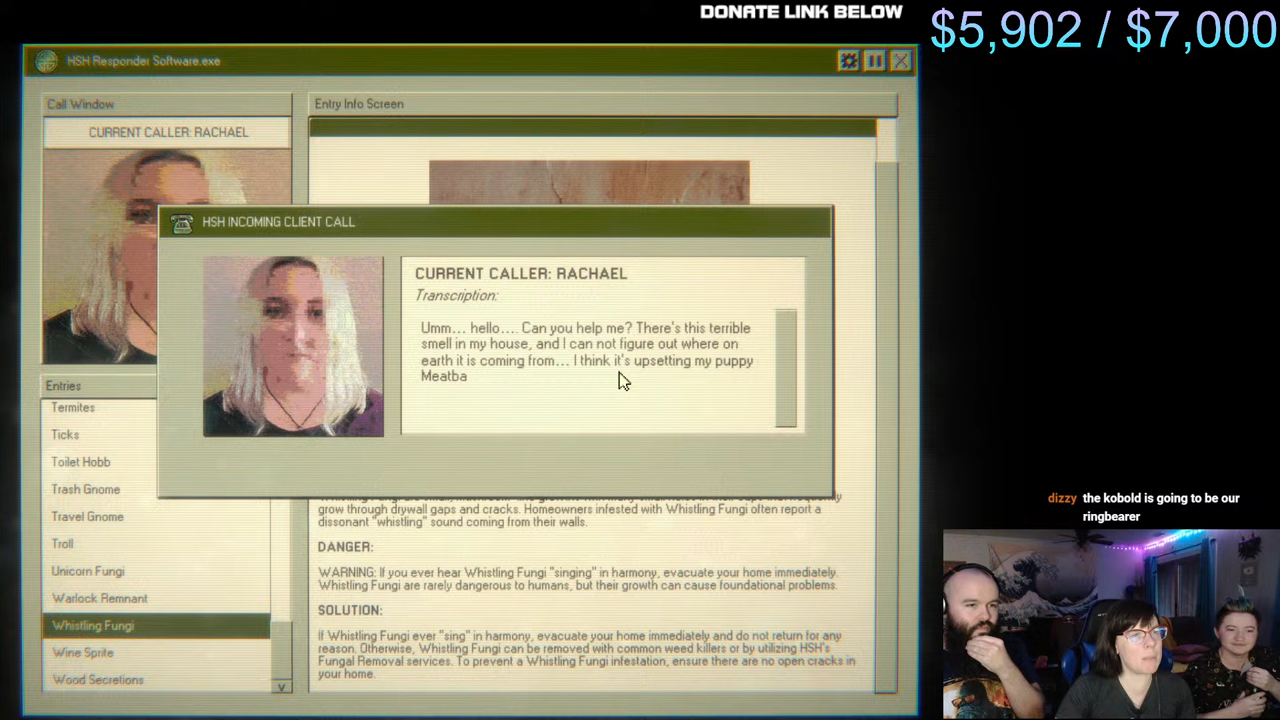 DONATE LINK BELOW
$5,902 / $7,000
HSH Responder Software.exe
Call Window
CURRENT CALLER: RACHAEL
Entry Info Screen
HSH INCOMING CLIENT CALL
CURRENT CALLER: RACHAEL
Transcription:
Umm... hello.... Can you help me? There's this terrible
smell in my house, and I can not figure out where on
earth it is coming from... I think it's upsetting my puppy
Meatba
Entries
Termites
Ticks
Toilet Hobb
Trash Gnome
Travel Gnome
Troll
Unicorn Fungi
Warlock Remnant
Whistling Fungi
Wine Sprite
Wood Secretions
grow through drywall gaps and cracks. Homeowners infested with Whistling Fungi often report a
dissonant "whistling" sound coming from their walls.
DANGER:
WARNING: If you ever hear Whistling Fungi "singing" in harmony, evacuate your home immediately.
Whistling Fungi are rarely dangerous to humans, but their growth can cause foundational problems.
SOLUTION:
If Whistling Fungi ever "sing" in harmony, evacuate your home immediately and do not return for any
reason. Otherwise, Whistling Fungi can be removed with common weed killers or by utilizing HSH's
Fungal Removal services. To prevent a Whistling Fungi infestation, ensure there are no open cracks in
your home.
dizzy the kobold is going to be our
ringbearer